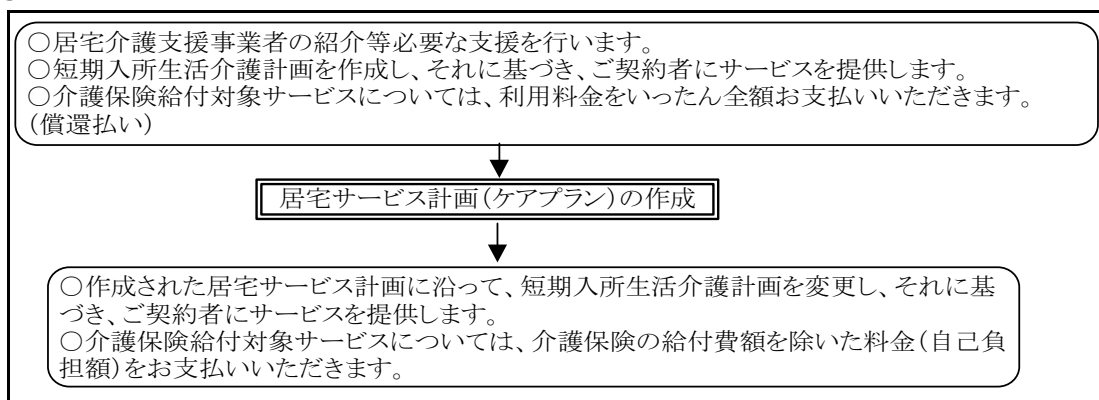 ○居宅介護支援事業者の紹介等必要な支援を行います。
○短期入所生活介護計画を作成し、それに基づき、ご契約者にサービスを提供します。
○介護保険給付対象サービスについては、利用料金をいったん全額お支払いいただきます。
(償還払い)
居宅サービス計画(ケアプラン)の作成
○作成された居宅サービス計画に沿って、短期入所生活介護計画を変更し、それに基
づき、ご契約者にサービスを提供します。
○介護保険給付対象サービスについては、介護保険の給付費額を除いた料金(自己負
担額)をお支払いいただきます。